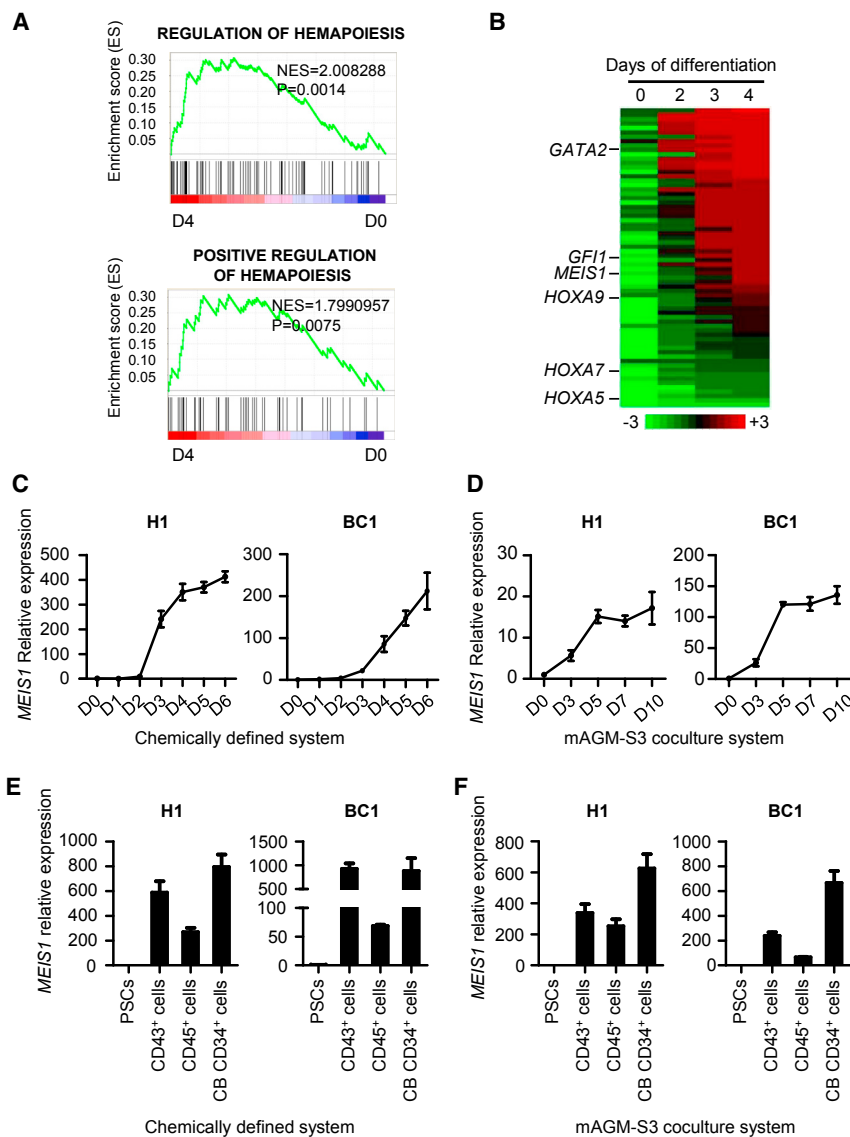 A
REGULATION OF HEMAPOIESIS
Enrichment score (ES)
0.30
0.25
0.20
0.15
0.10
0.05
NES=2.008288
P=0.0014
D4 D0
POSITIVE REGULATION
OF HEMAPOIESIS
Enrichment score (ES)
0.30
0.25
0.20
0.15
0.10
0.05
NES=1.7990957
P=0.0075
D4 D0
B
Days of differentiation
0 2 3 4
GATA2
GFI1
MEIS1
HOXA9
HOXA7
HOXA5
-3 +3
C
H1
MEIS1 Relative expression
500
400
300
200
100
0
D0 D1 D2 D3 D4 D5 D6
BC1
300
200
100
0
D0 D1 D2 D3 D4 D5 D6
Chemically defined system
D
H1
MEIS1 Relative expression
30
20
10
0
D0 D3 D5 D7 D10
BC1
200
150
100
50
0
D0 D3 D5 D7 D10
mAGM-S3 coculture system
E
H1
MEIS1 relative expression
1000
800
600
400
200
0
PSCs
CD43+ cells
CD45+ cells
CB CD34+ cells
BC1
1500
1000
500
100
50
0
PSCs
CD43+ cells
CD45+ cells
CB CD34+ cells
Chemically defined system
F
H1
MEIS1 relative expression
800
600
400
200
0
PSCs
CD43+ cells
CD45+ cells
CB CD34+ cells
BC1
1000
800
600
400
200
0
PSCs
CD43+ cells
CD45+ cells
CB CD34+ cells
mAGM-S3 coculture system